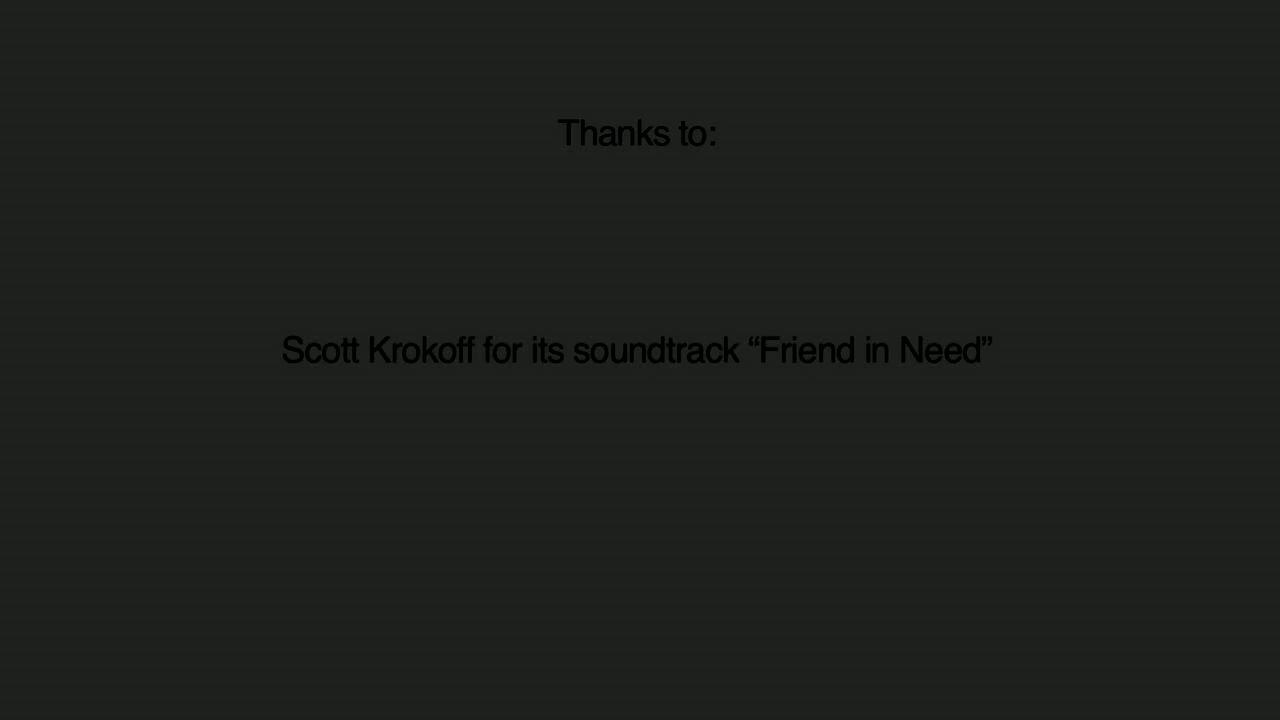 Thanks to:
Scott Krokoff for its soundtrack “Friend in Need”